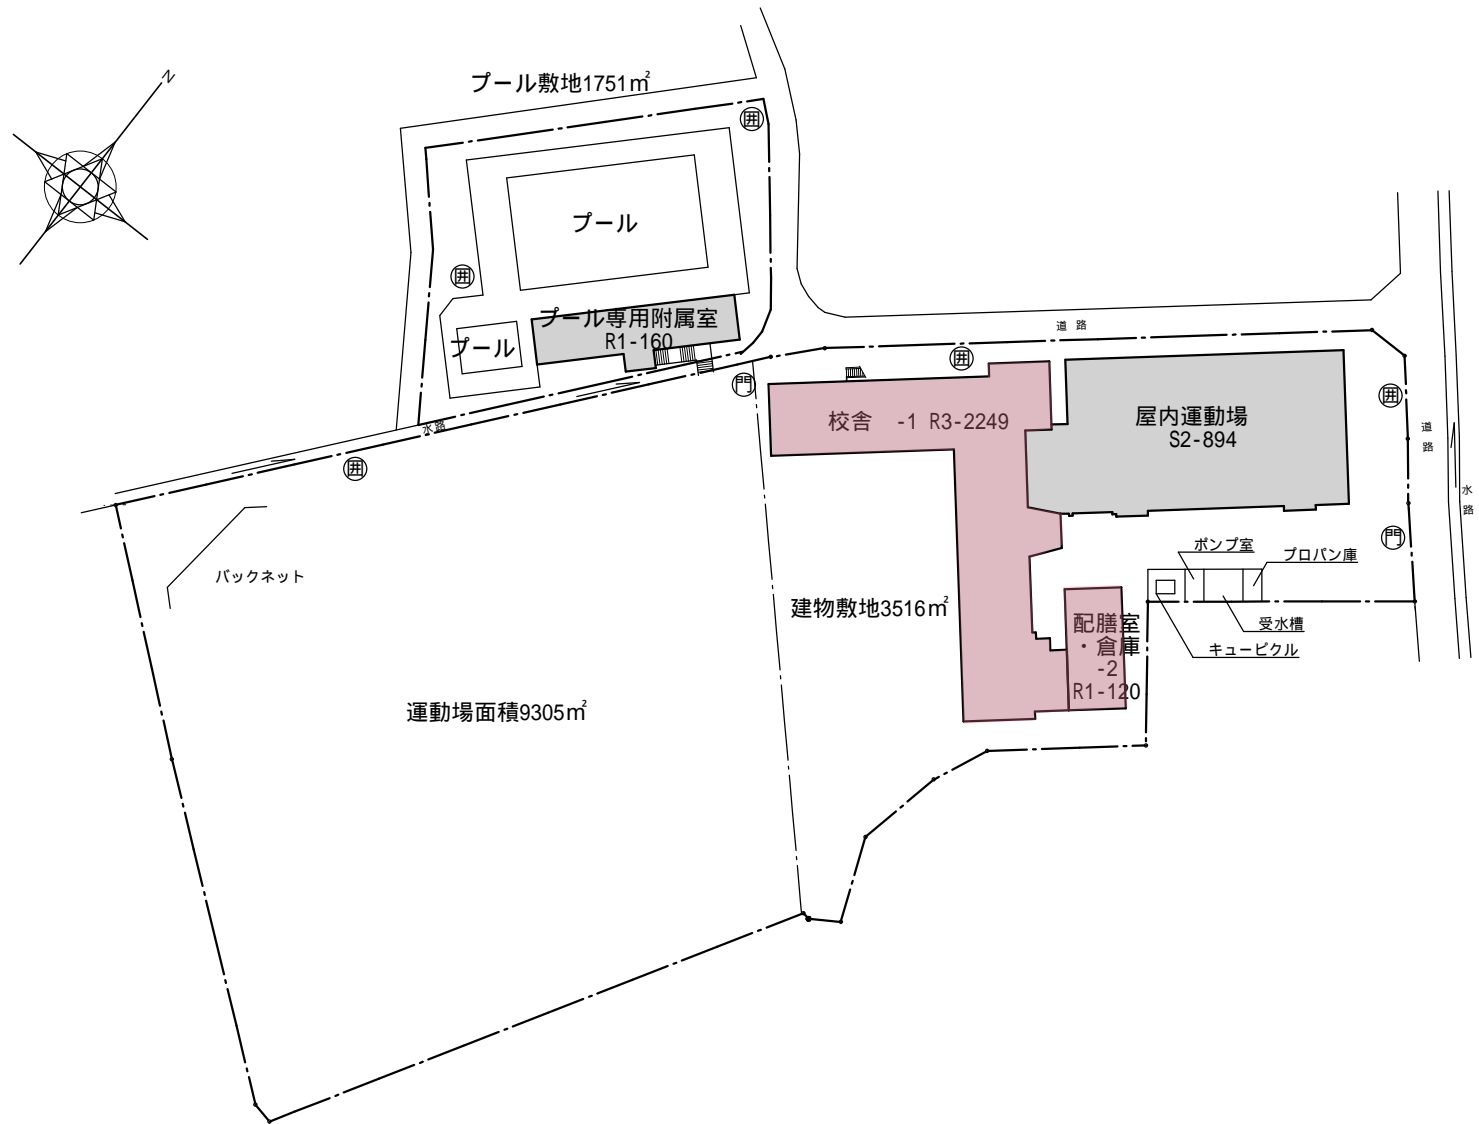 N
プール敷地1751㎡
囲
プール
囲
プール専用附属室
R1-160
プール
道 路
囲
門
水路
囲
校舎 -1 R3-2249
屋内運動場
S2-894
囲
道
路
水
路
門
バックネット
ポンプ室
プロパン庫
受水槽
キュービクル
建物敷地3516㎡
配膳室
・倉庫
-2
R1-120
運動場面積9305㎡